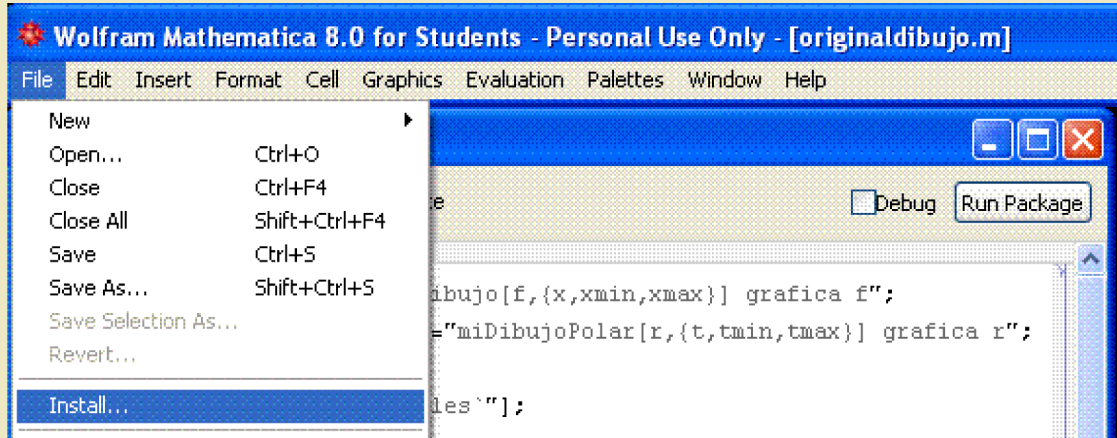 Wolfram Mathematica 8.0 for Students - Personal Use Only - [originaldibujo.m]
File Edit Insert Format Cell Graphics Evaluation Palettes Window Help
New
Open... Ctrl+O
Close Ctrl+F4
Close All Shift+Ctrl+F4
Save Ctrl+S
Save As... Shift+Ctrl+S
Save Selection As...
Revert...
Install...
Debug Run Package
ibujo[f,{x,xmin,xmax}] grafica f";
="miDibujoPolar[r,{t,tmin,tmax}] grafica r";
les`"];